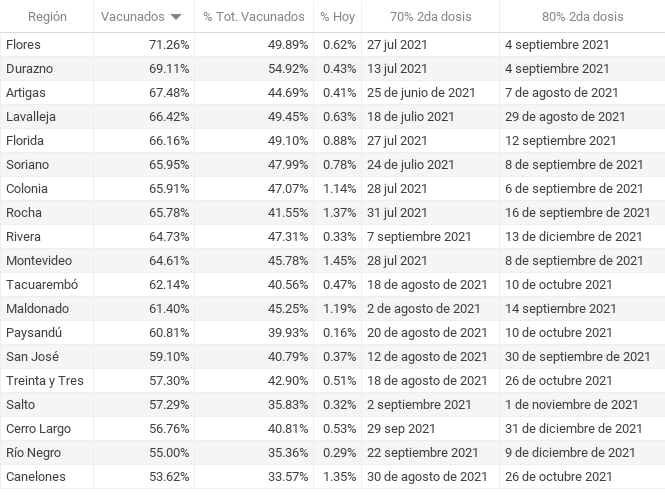 Región Vacunados % Tot. Vacunados % Hoy 70% 2da dosis 80% 2da dosis
Flores 71.26% 49.89% 0.62% 27 jul 2021 4 septiembre 2021
Durazno 69.11% 54.92% 0.43% 13 jul 2021 4 septiembre 2021
Artigas 67.48% 44.69% 0.41% 25 de junio de 2021 7 de agosto de 2021
Lavalleja 66.42% 49.45% 0.63% 18 de julio 2021 29 de agosto de 2021
Florida 66.16% 49.10% 0.88% 27 jul 2021 12 septiembre 2021
Soriano 65.95% 47.99% 0.78% 24 de julio 2021 8 de septiembre de 2021
Colonia 65.91% 47.07% 1.14% 28 jul 2021 6 de septiembre de 2021
Rocha 65.78% 41.55% 1.37% 31 jul 2021 16 de septiembre de 2021
Rivera 64.73% 47.31% 0.33% 7 septiembre 2021 13 de diciembre de 2021
Montevideo 64.61% 45.78% 1.45% 28 jul 2021 8 de septiembre de 2021
Tacuarembó 62.14% 40.56% 0.47% 18 de agosto de 2021 10 de octubre 2021
Maldonado 61.40% 45.25% 1.19% 2 de agosto de 2021 14 septiembre 2021
Paysandú 60.81% 39.93% 0.16% 20 de agosto de 2021 10 de octubre 2021
San José 59.10% 40.79% 0.37% 12 de agosto de 2021 30 de septiembre de 2021
Treinta y Tres 57.30% 42.90% 0.51% 18 de agosto de 2021 26 de octubre 2021
Salto 57.29% 35.83% 0.32% 2 septiembre 2021 1 de noviembre de 2021
Cerro Largo 56.76% 40.81% 0.53% 29 sep 2021 31 de diciembre de 2021
Río Negro 55.00% 35.36% 0.29% 22 septiembre 2021 9 de diciembre de 2021
Canelones 53.62% 33.57% 1.35% 30 de agosto de 2021 26 de octubre 2021